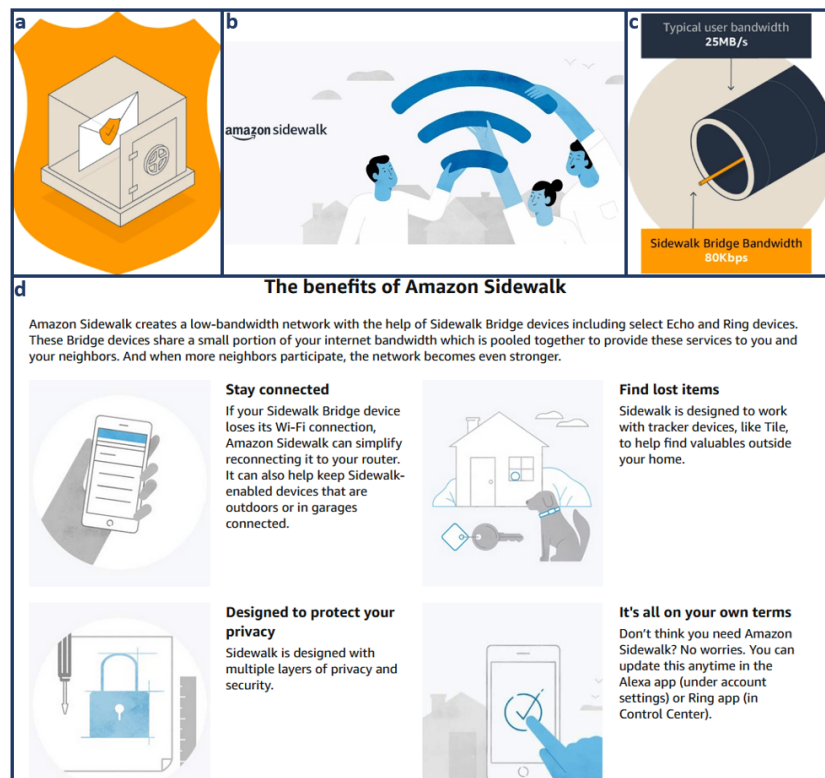 a
b
c
Typical user bandwidth
25MB/s
amazon sidewalk
Sidewalk Bridge Bandwidth
80Kbps
d
The benefits of Amazon Sidewalk
Amazon Sidewalk creates a low-bandwidth network with the help of Sidewalk Bridge devices including select Echo and Ring devices.
These Bridge devices share a small portion of your internet bandwidth which is pooled together to provide these services to you and
your neighbors. And when more neighbors participate, the network becomes even stronger.
Stay connected
If your Sidewalk Bridge device
loses its Wi-Fi connection,
Amazon Sidewalk can simplify
reconnecting it to your router.
It can also help keep Sidewalk-
enabled devices that are
outdoors or in garages
connected.
Find lost items
Sidewalk is designed to work
with tracker devices, like Tile,
to help find valuables outside
your home.
Designed to protect your
privacy
Sidewalk is designed with
multiple layers of privacy and
security.
It's all on your own terms
Don't think you need Amazon
Sidewalk? No worries. You can
update this anytime in the
Alexa app (under account
settings) or Ring app (in
Control Center).